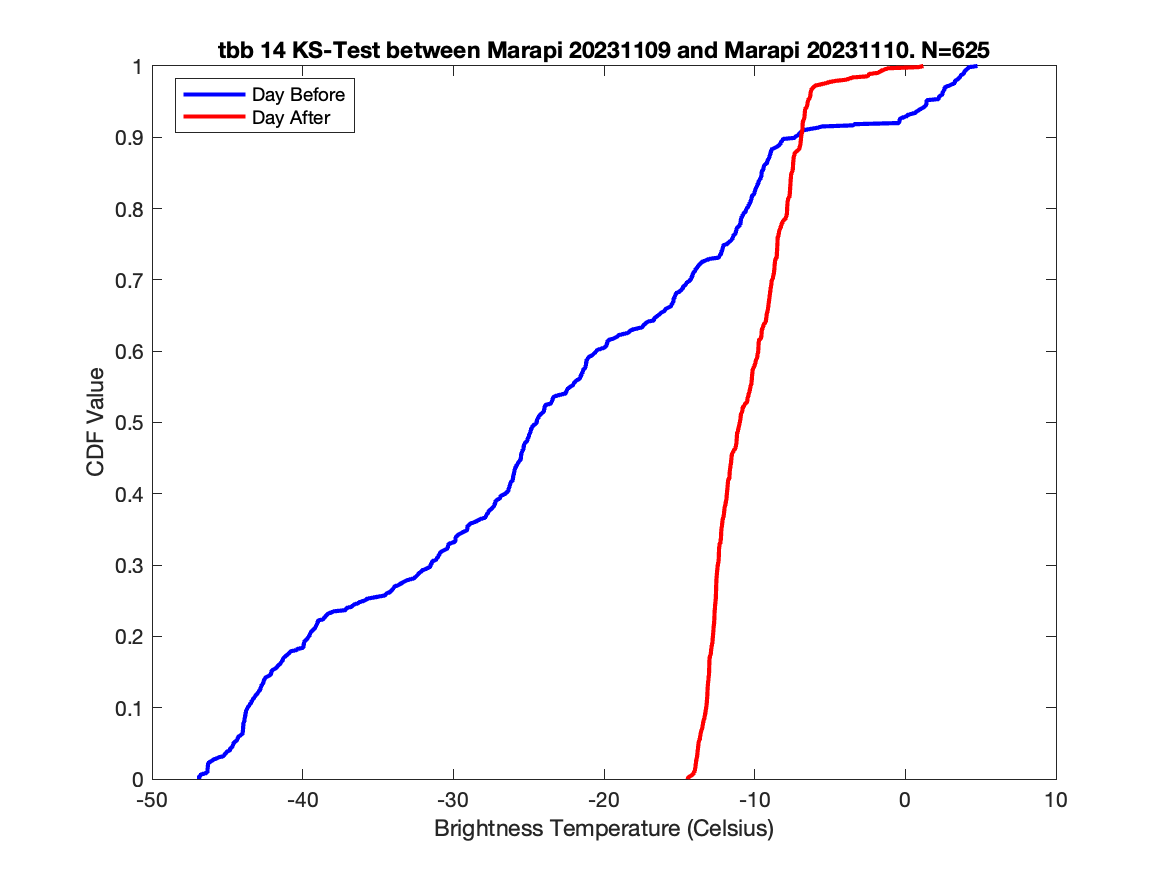 tbb 14 KS-Test between Marapi 20231109 and Marapi 20231110. N=625
Day Before
Day After
1
0.9
0.8
0.7
0.6
0.5
0.4
0.3
0.2
0.1
0
CDF Value
-50 -40 -30 -20 -10 0 10
Brightness Temperature (Celsius)